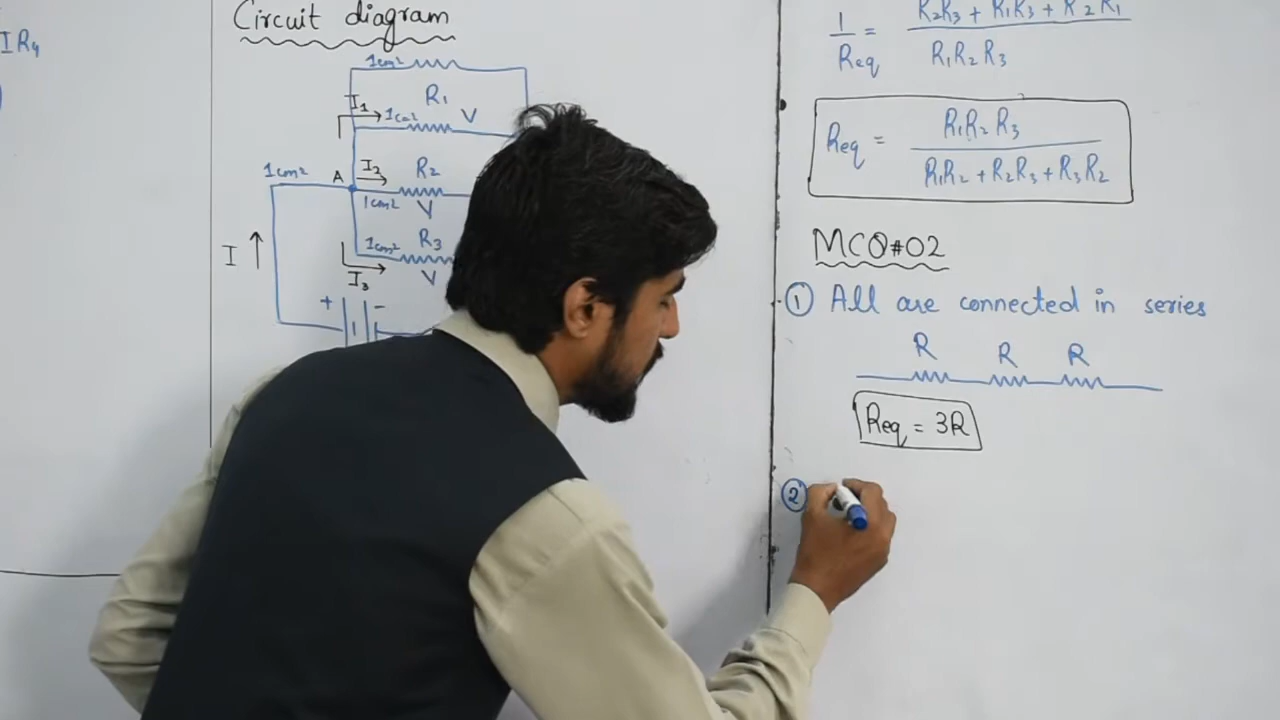 IR4
Circuit diagram
1cm²
R1
I1
1cm²
V
1cm²
A
I2
R2
1cm²
V
I
1cm²
R3
I3
V
+
-
1/Req = R2R3 + R1R3 + R2R1 / R1R2R3
Req = R1R2R3 / R1R2 + R2R3 + R3R2
MCQ#02
① All are connected in series
R R R
Req = 3R
②